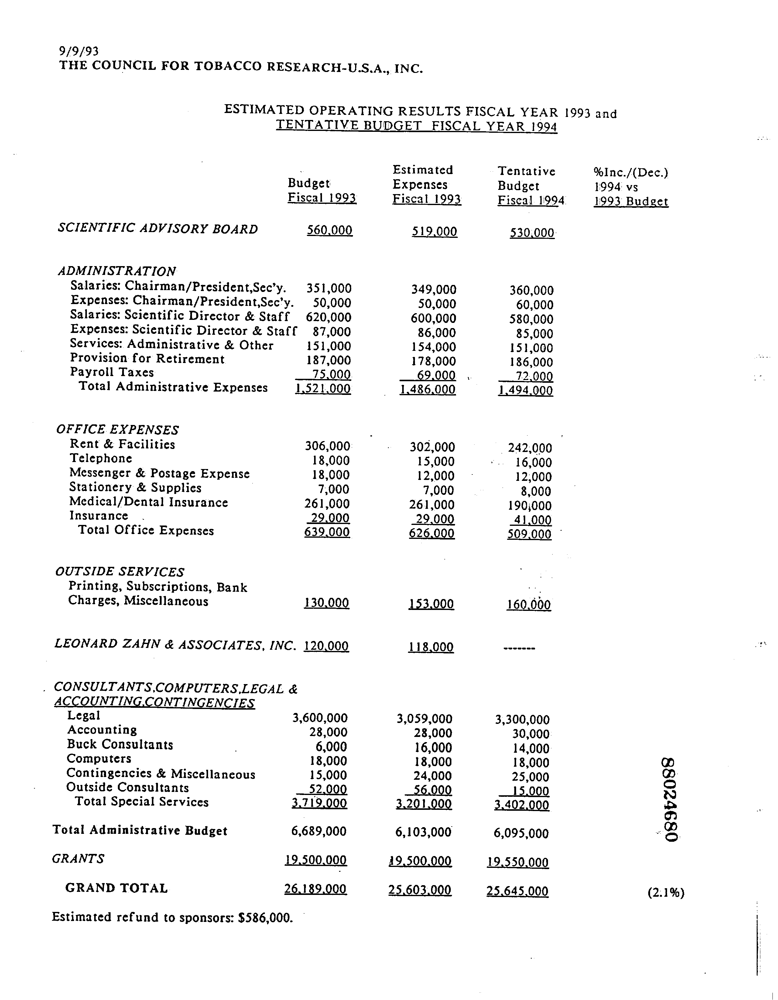 9/9/93
THE COUNCIL FOR TOBACCO RESEARCH-U.S.A., INC.
ESTIMATED OPERATING RESULTS FISCAL YEAR 1993 and
TENTATIVE BUDGET FISCAL YEAR 1994
Estimated Tentative %Inc./(Dec.)
Budget Expenses Budget 1994 vs
Fiscal 1993 Fiscal 1993 Fiscal 1994 1993 Budget
SCIENTIFIC ADVISORY BOARD 560,000 519,000 530,000
ADMINISTRATION
Salaries: Chairman/President,Sec'y. 351,000 349,000 360,000
Expenses: Chairman/President,Sec'y. 50,000 50,000 60,000
Salaries: Scientific Director & Staff 620,000 600,000 580,000
Expenses: Scientific Director & Staff 87,000 86,000 85,000
Services: Administrative & Other 151,000 154,000 151,000
Provision for Retirement 187,000 178,000 186,000
Payroll Taxes 75,000 69,000 72,000
Total Administrative Expenses 1,521,000 1,486,000 1,494,000
OFFICE EXPENSES
Rent & Facilities 306,000 302,000 242,000
Telephone 18,000 15,000 16,000
Messenger & Postage Expense 18,000 12,000 12,000
Stationery & Supplies 7,000 7,000 8,000
Medical/Dental Insurance 261,000 261,000 190,000
Insurance 29,000 29,000 41,000
Total Office Expenses 639,000 626,000 509,000
OUTSIDE SERVICES
Printing, Subscriptions, Bank
Charges, Miscellaneous 130,000 153,000 160,000
LEONARD ZAHN & ASSOCIATES, INC. 120,000 118,000 -------
CONSULTANTS,COMPUTERS,LEGAL &
ACCOUNTING,CONTINGENCIES
Legal 3,600,000 3,059,000 3,300,000
Accounting 28,000 28,000 30,000
Buck Consultants 6,000 16,000 14,000
Computers 18,000 18,000 18,000
Contingencies & Miscellaneous 15,000 24,000 25,000
Outside Consultants 52,000 56,000 15,000
Total Special Services 3,719,000 3,201,000 3,402,000
Total Administrative Budget 6,689,000 6,103,000 6,095,000
GRANTS 19,500,000 19,500,000 19,550,000
GRAND TOTAL 26,189,000 25,603,000 25,645,000 (2.1%)
Estimated refund to sponsors: $586,000.
88024680